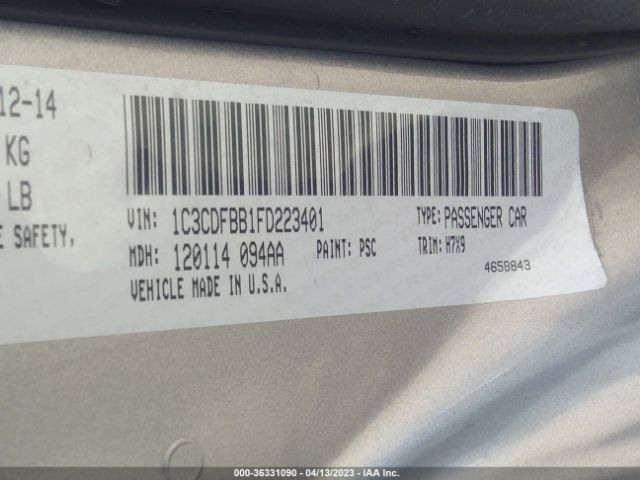 12-14
KG
LB
E SAFETY,
VIN: 1C3CDFBB1FD223401 TYPE: PASSENGER CAR
MDH: 120114 094AA PAINT: PSC TRIM: H7X9
VEHICLE MADE IN U.S.A. 4658843
000-36331090 - 04/13/2023 - IAA Inc.